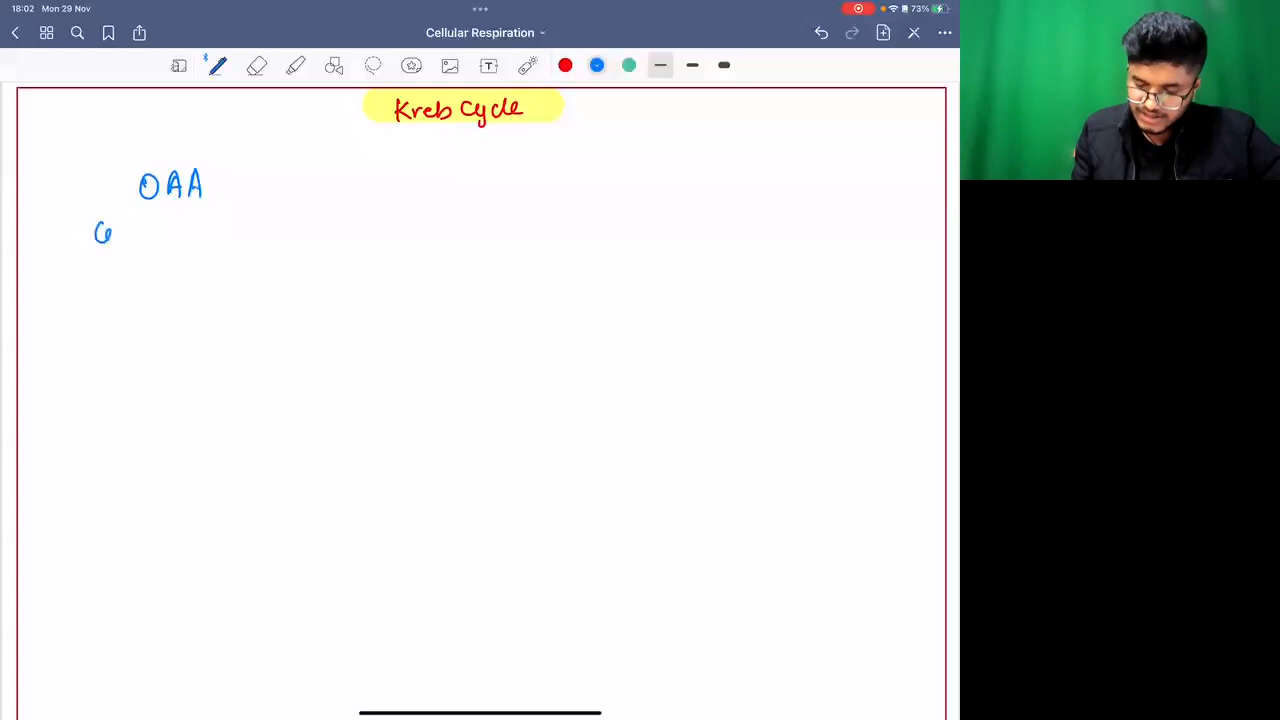 18:02 Mon 29 Nov
73%
Cellular Respiration
T
Kreb Cycle
OAA